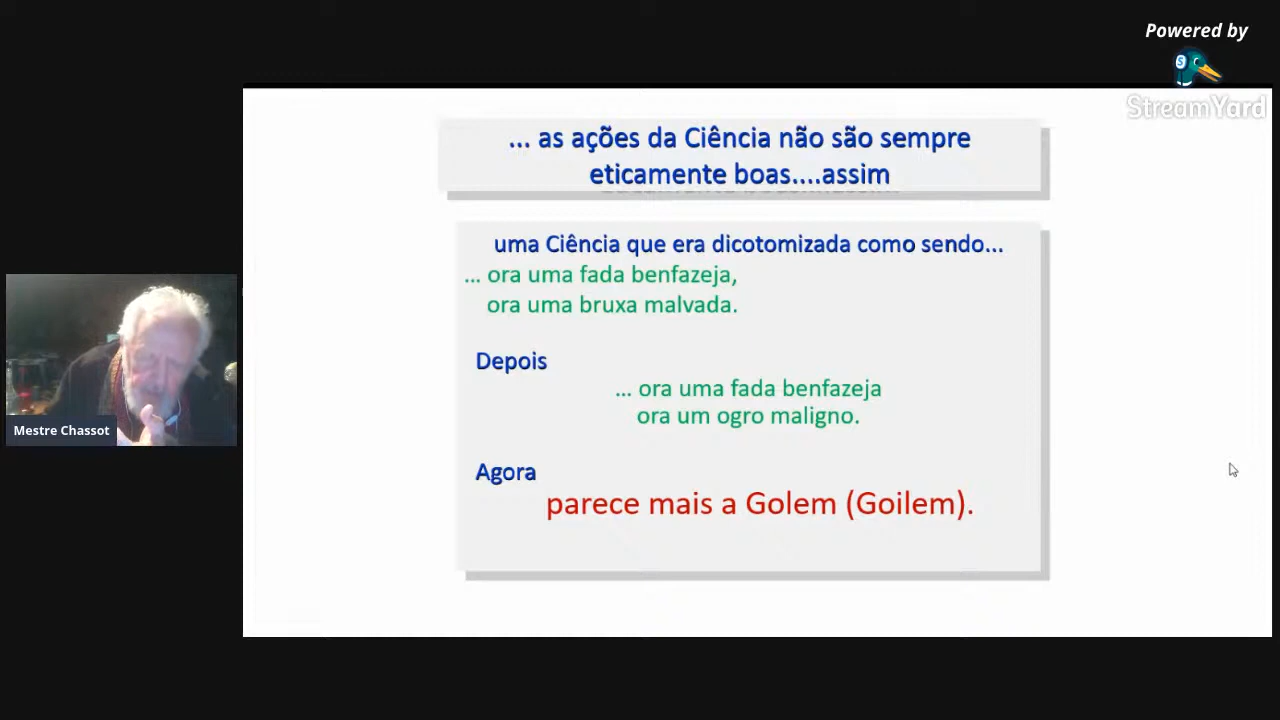 Powered by
StreamYard
... as ações da Ciência não são sempre
eticamente boas....assim
uma Ciência que era dicotomizada como sendo...
... ora uma fada benfazeja,
ora uma bruxa malvada.
Depois
... ora uma fada benfazeja
ora um ogro maligno.
Agora
parece mais a Golem (Goilem).
Mestre Chassot